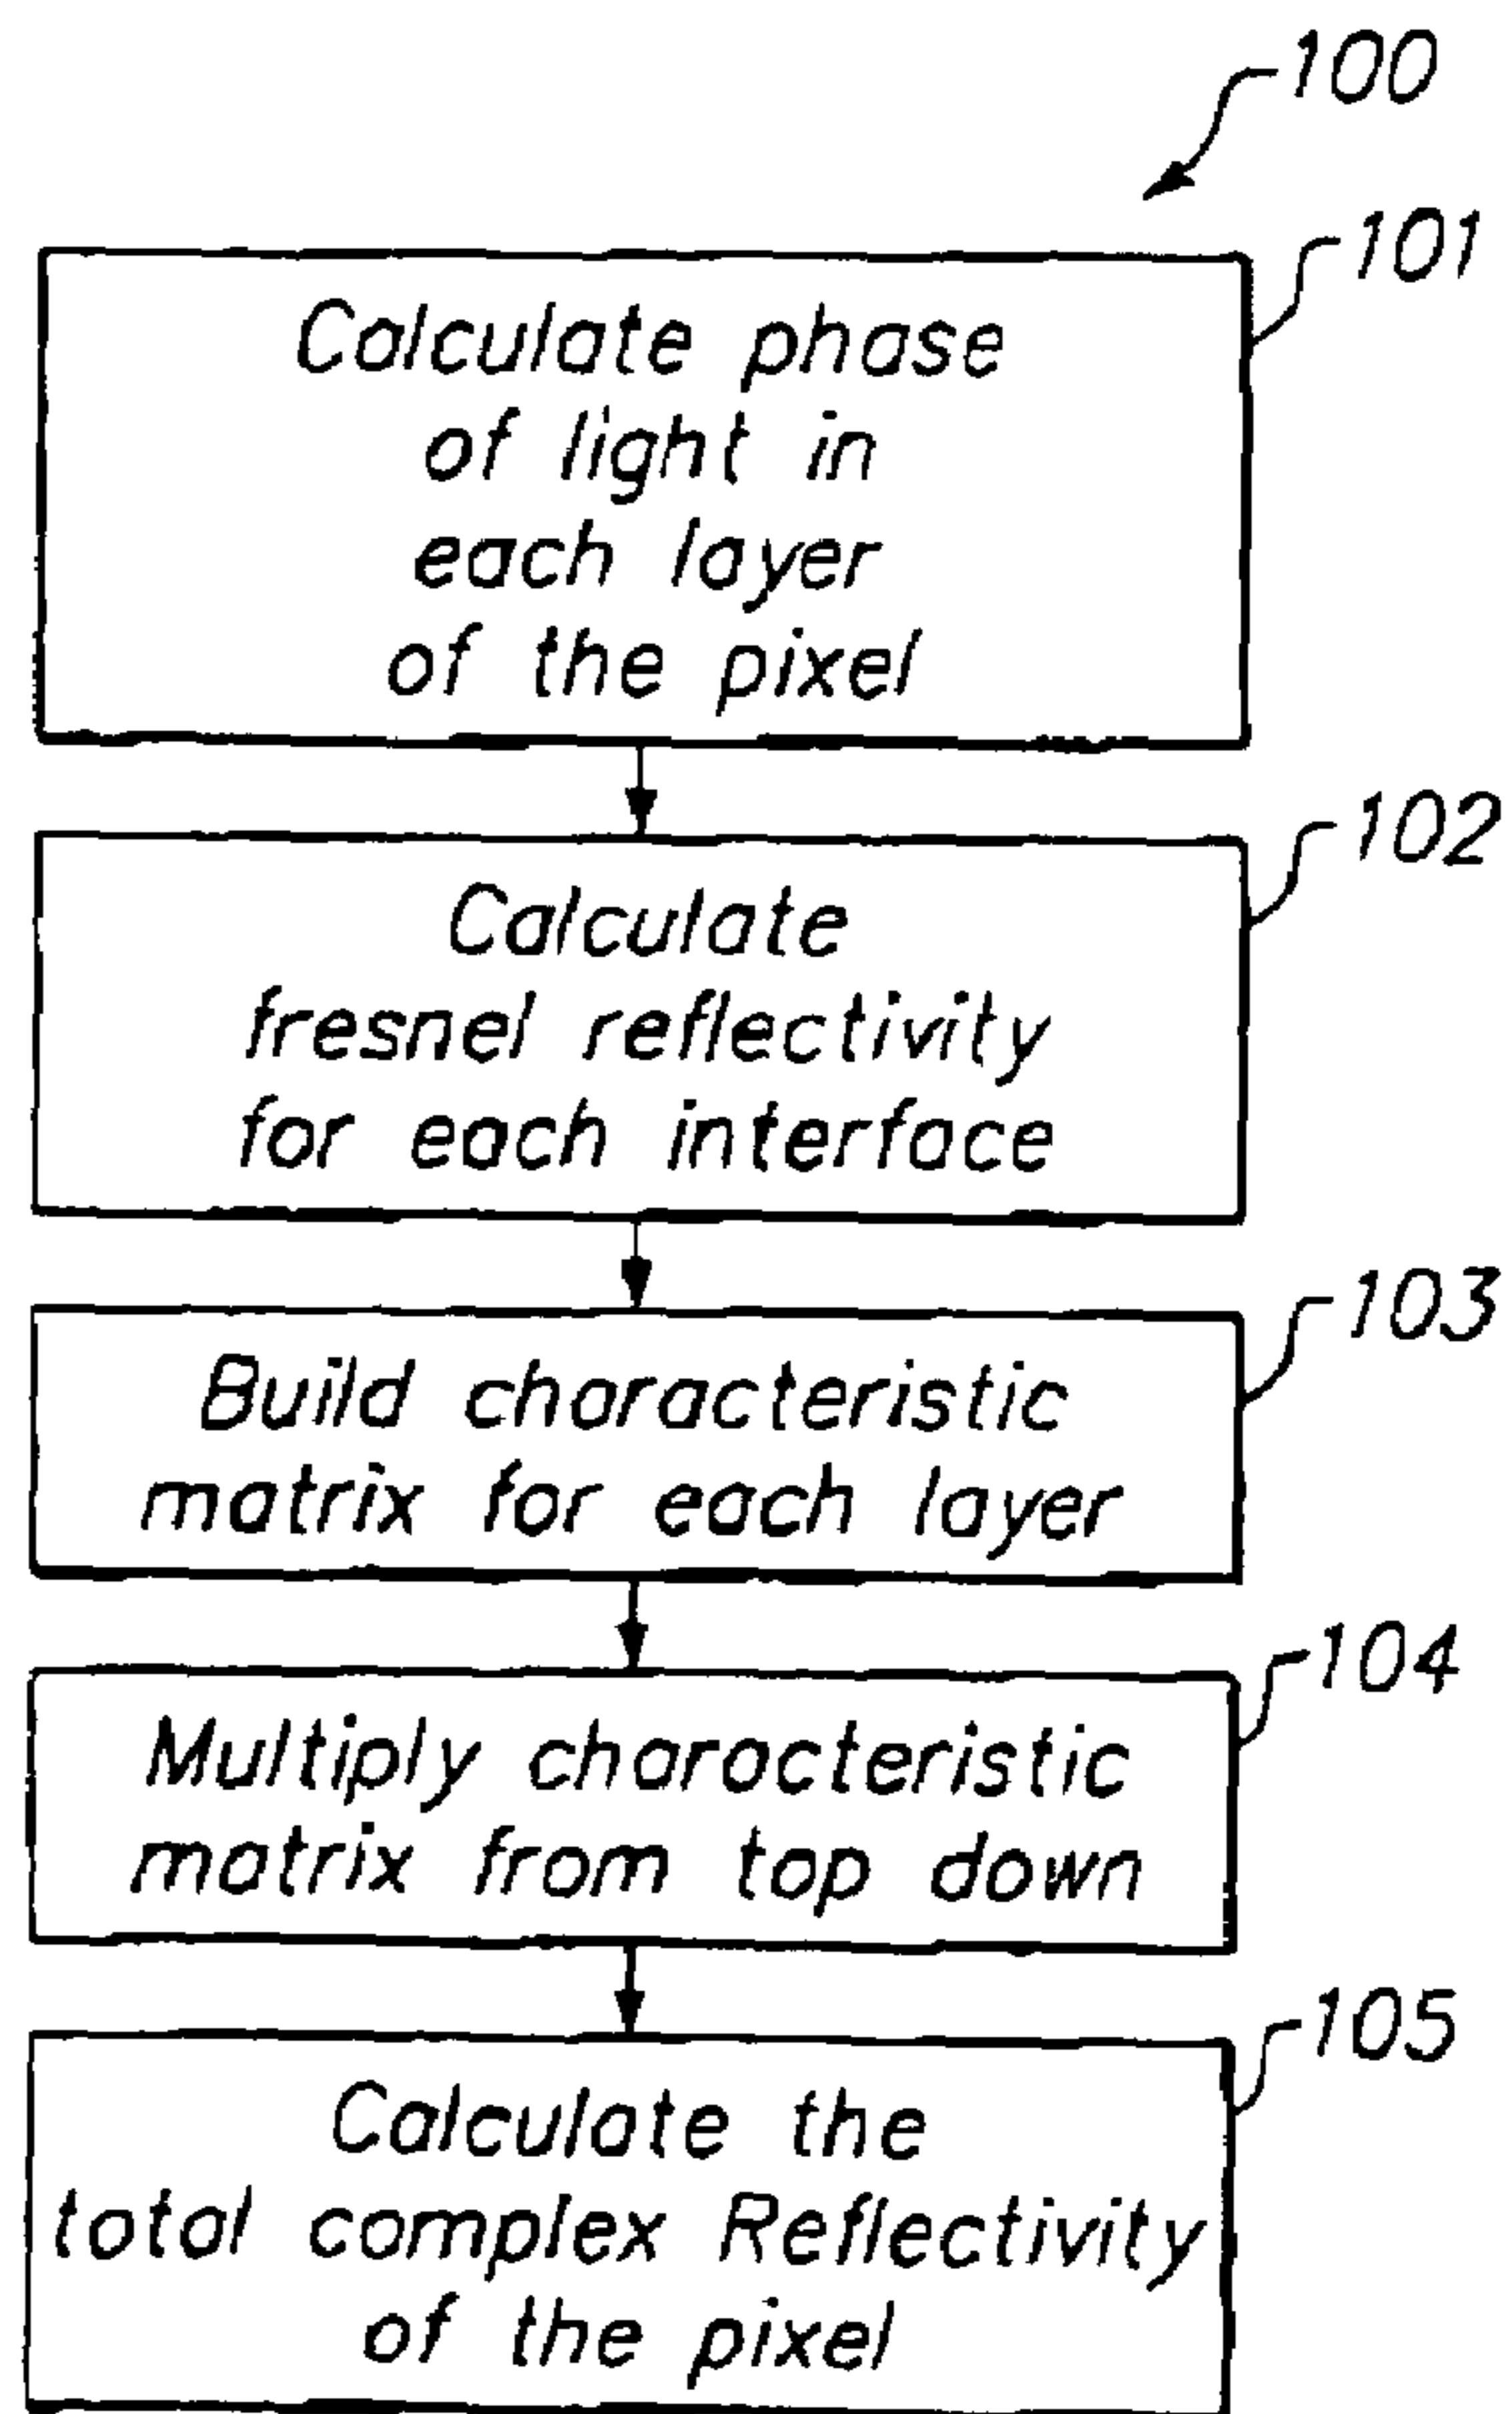 100
101
Calculate phase
of light in
each layer
of the pixel
102
Calculate
fresnel reflectivity
for each interface
103
Build characteristic
matrix for each layer
104
Multiply characteristic
matrix from top down
105
Calculate the
total complex Reflectivity
of the pixel